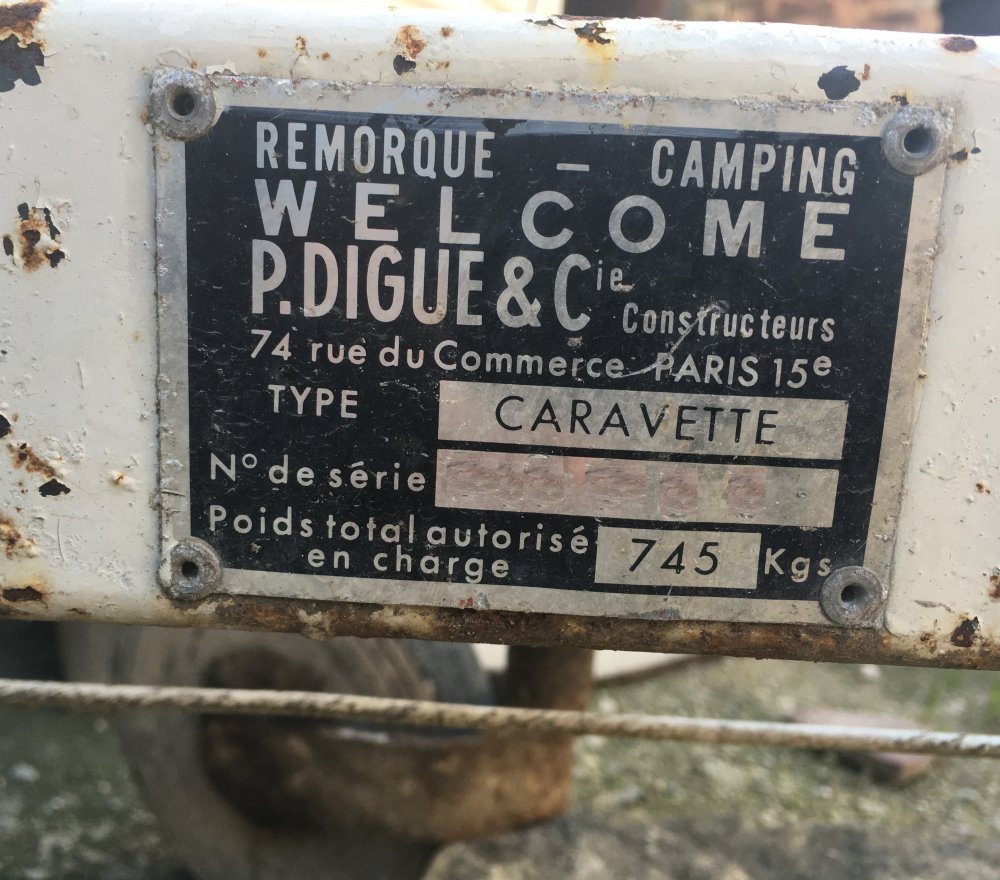 REMORQUE - CAMPING
WELCOME
P.DIGUE & Cie Constructeurs
74 rue du Commerce PARIS 15e
TYPE CARAVETTE
No de série
Poids total autorisé
en charge 745 Kgs